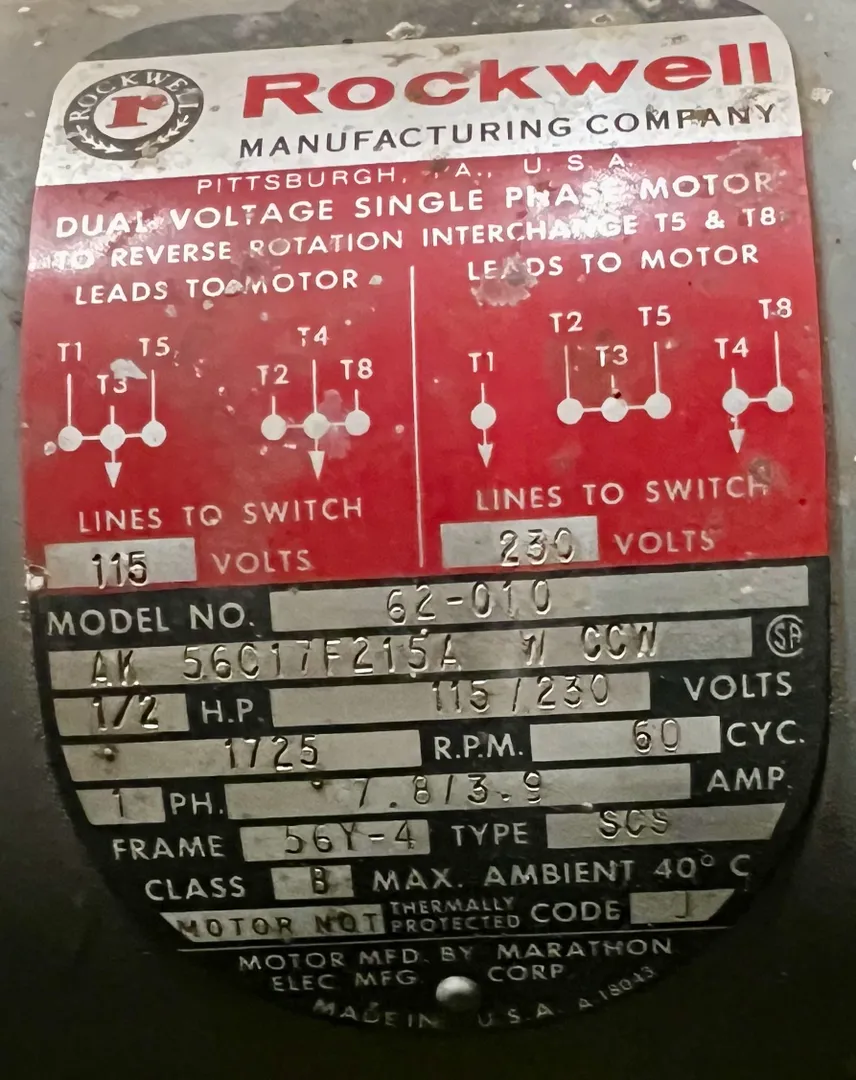 ROCKWELL
r
Rockwell
MANUFACTURING COMPANY
PITTSBURGH, PA., U.S.A.
DUAL VOLTAGE SINGLE PHASE MOTOR
TO REVERSE ROTATION INTERCHANGE T5 & T8
LEADS TO MOTOR
T1 T3 T5 T2 T4 T8
LINES TO SWITCH
115 VOLTS
LEADS TO MOTOR
T1 T2 T3 T5 T4 T8
LINES TO SWITCH
230 VOLTS
MODEL NO. 62-010
AK 56C17F215A W CCW SA
1/2 H.P. 115/230 VOLTS
1725 R.P.M. 60 CYC.
1 PH. 7.8/3.9 AMP.
FRAME 56Y-4 TYPE SCS
CLASS B MAX. AMBIENT 40° C
MOTOR NOT THERMALLY PROTECTED CODE J
MOTOR MFD. BY MARATHON
ELEC MFG. CORP.
MADE IN U.S.A. A18043